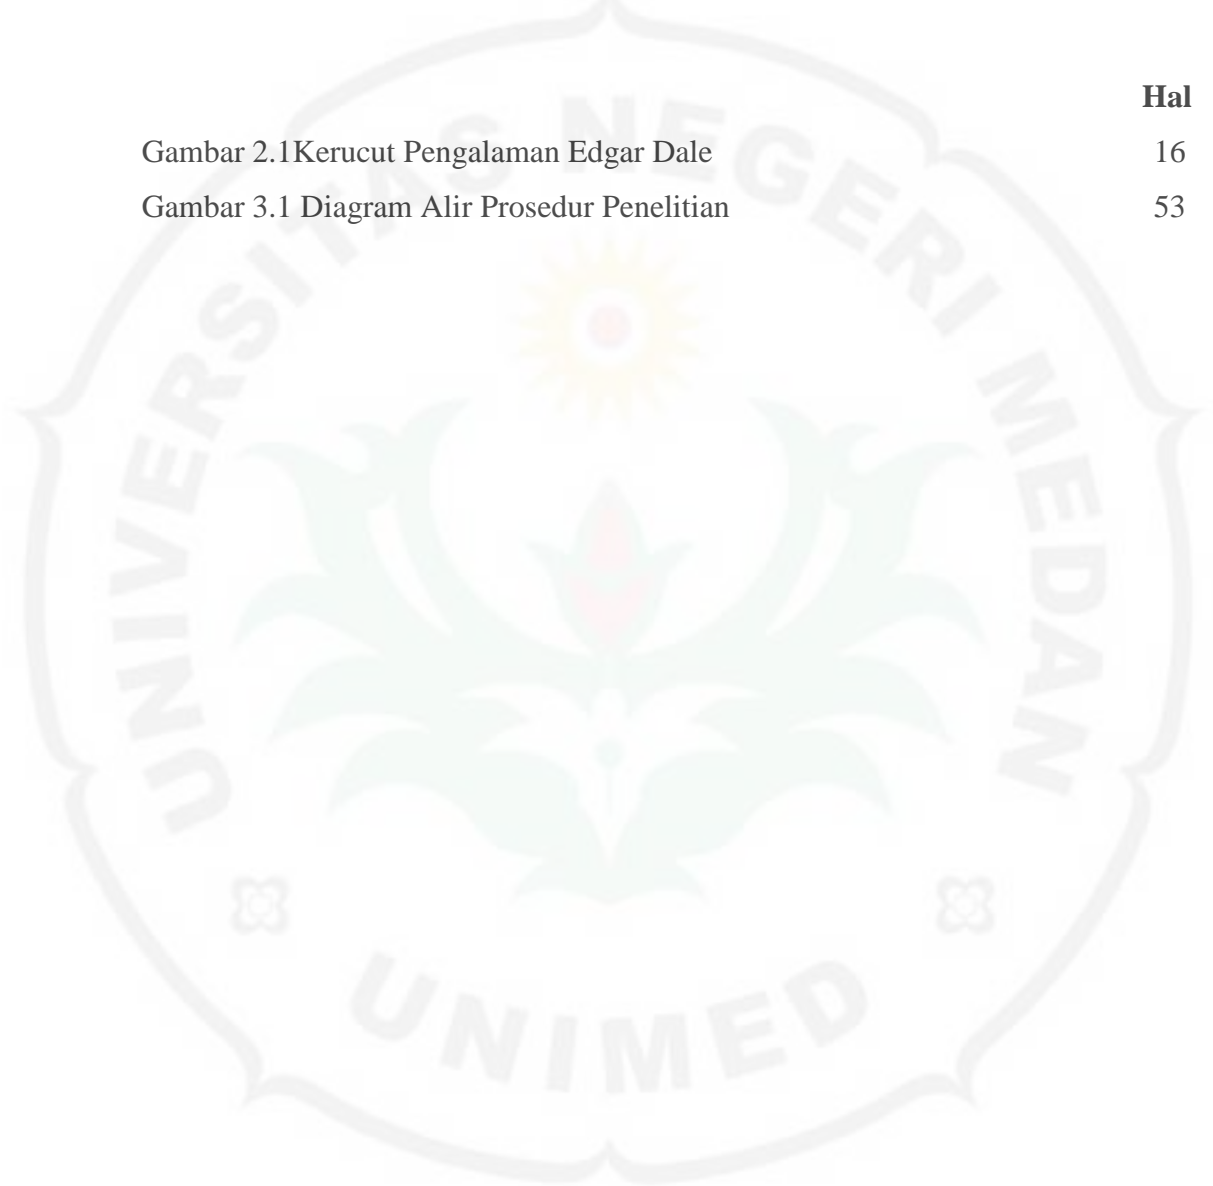 Hal
Gambar 2.1Kerucut Pengalaman Edgar Dale 16
Gambar 3.1 Diagram Alir Prosedur Penelitian 53
UNIVERSITAS NEGERI MEDAN
UNIMED